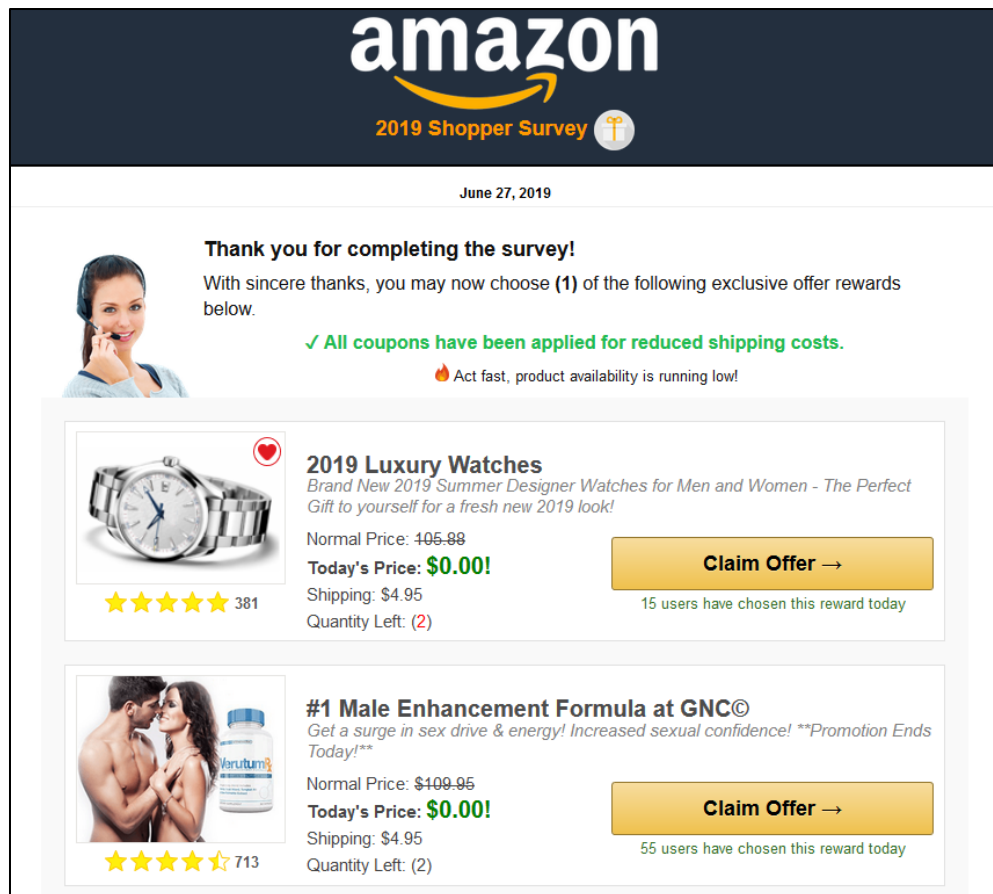 amazon
2019 Shopper Survey
June 27, 2019
Thank you for completing the survey!
With sincere thanks, you may now choose (1) of the following exclusive offer rewards
below.
✓ All coupons have been applied for reduced shipping costs.
Act fast, product availability is running low!
2019 Luxury Watches
Brand New 2019 Summer Designer Watches for Men and Women - The Perfect
Gift to yourself for a fresh new 2019 look!
Normal Price: 105.88
Today's Price: $0.00!
Shipping: $4.95
Quantity Left: (2)
381
Claim Offer →
15 users have chosen this reward today
#1 Male Enhancement Formula at GNC©
Get a surge in sex drive & energy! Increased sexual confidence! **Promotion Ends
Today!**
Normal Price: $109.95
Today's Price: $0.00!
Shipping: $4.95
Quantity Left: (2)
VerutumRx
713
Claim Offer →
55 users have chosen this reward today